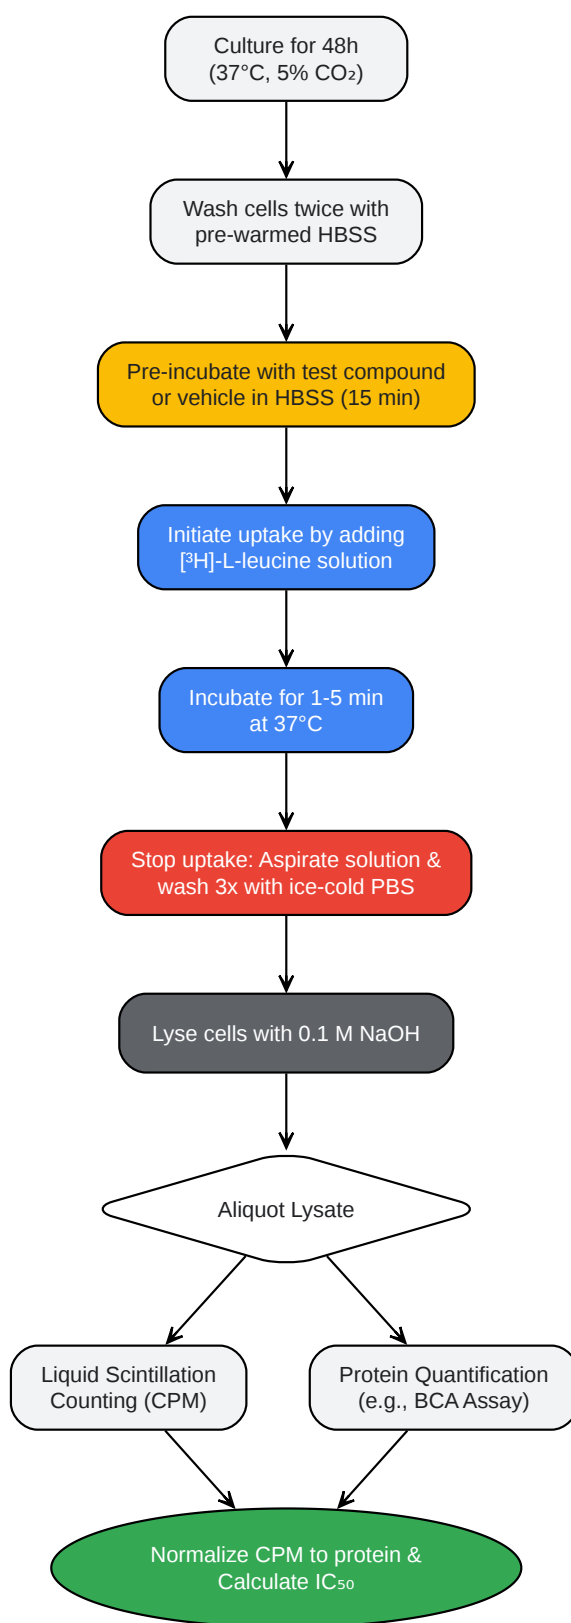 Culture for 48h
(37°C, 5% CO₂)
Wash cells twice with
pre-warmed HBSS
Pre-incubate with test compound
or vehicle in HBSS (15 min)
Initiate uptake by adding
[³H]-L-leucine solution
Incubate for 1-5 min
at 37°C
Stop uptake: Aspirate solution &
wash 3x with ice-cold PBS
Lyse cells with 0.1 M NaOH
Aliquot Lysate
Liquid Scintillation
Counting (CPM)
Protein Quantification
(e.g., BCA Assay)
Normalize CPM to protein &
Calculate IC₅₀